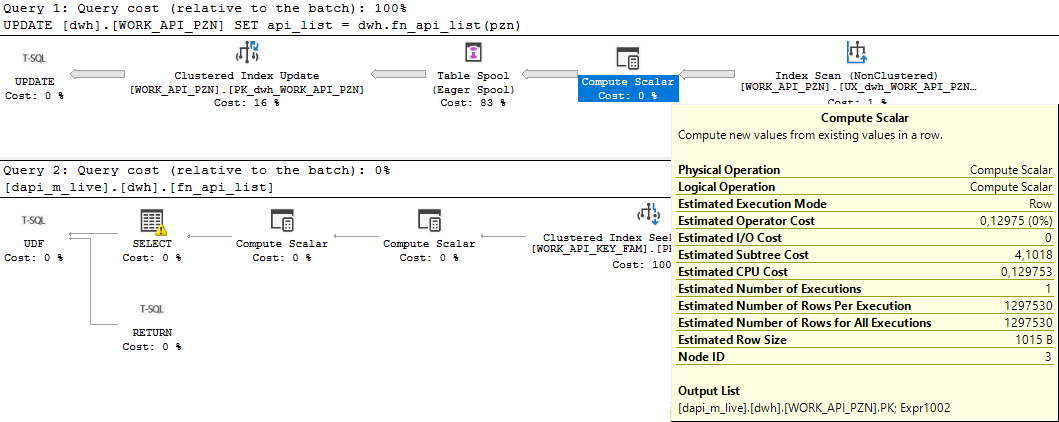 Query 1: Query cost (relative to the batch): 100%
UPDATE [dwh].[WORK_API_PZN] SET api_list = dwh.fn_api_list(pzn)
T-SQL
UPDATE
Cost: 0 %
Clustered Index Update
[WORK_API_PZN].[PK_dwh_WORK_API_PZN]
Cost: 16 %
Table Spool
(Eager Spool)
Cost: 83 %
Compute Scalar
Cost: 0 %
Index Scan (NonClustered)
[WORK_API_PZN].[UX_dwh_WORK_API_PZN…
Cost: 1 %
Query 2: Query cost (relative to the batch): 0%
[dapi_m_live].[dwh].[fn_api_list]
T-SQL
UDF
Cost: 0 %
SELECT
Cost: 0 %
Compute Scalar
Cost: 0 %
Compute Scalar
Cost: 0 %
Clustered Index See
[WORK_API_KEY_FAM].[P
Cost: 100
T-SQL
RETURN
Cost: 0 %
Compute Scalar
Compute new values from existing values in a row.
Physical Operation Compute Scalar
Logical Operation Compute Scalar
Estimated Execution Mode Row
Estimated Operator Cost 0,12975 (0%)
Estimated I/O Cost 0
Estimated Subtree Cost 4,1018
Estimated CPU Cost 0,129753
Estimated Number of Executions 1
Estimated Number of Rows Per Execution 1297530
Estimated Number of Rows for All Executions 1297530
Estimated Row Size 1015 B
Node ID 3
Output List
[dapi_m_live].[dwh].[WORK_API_PZN].PK; Expr1002